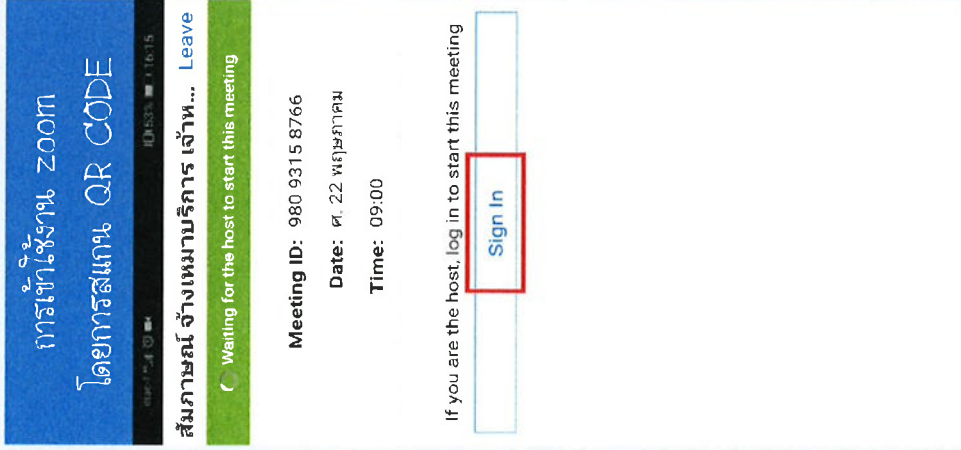 การเข้าใช้งาน zoom
โดยการสแกน QR CODE
53% 16:15
สัมภาษณ์ จ้างเหมาบริการ เจ้าห... Leave
Waiting for the host to start this meeting
Meeting ID: 980 9315 8766
Date: ศ. 22 พฤษภาคม
Time: 09:00
If you are the host, log in to start this meeting
Sign In